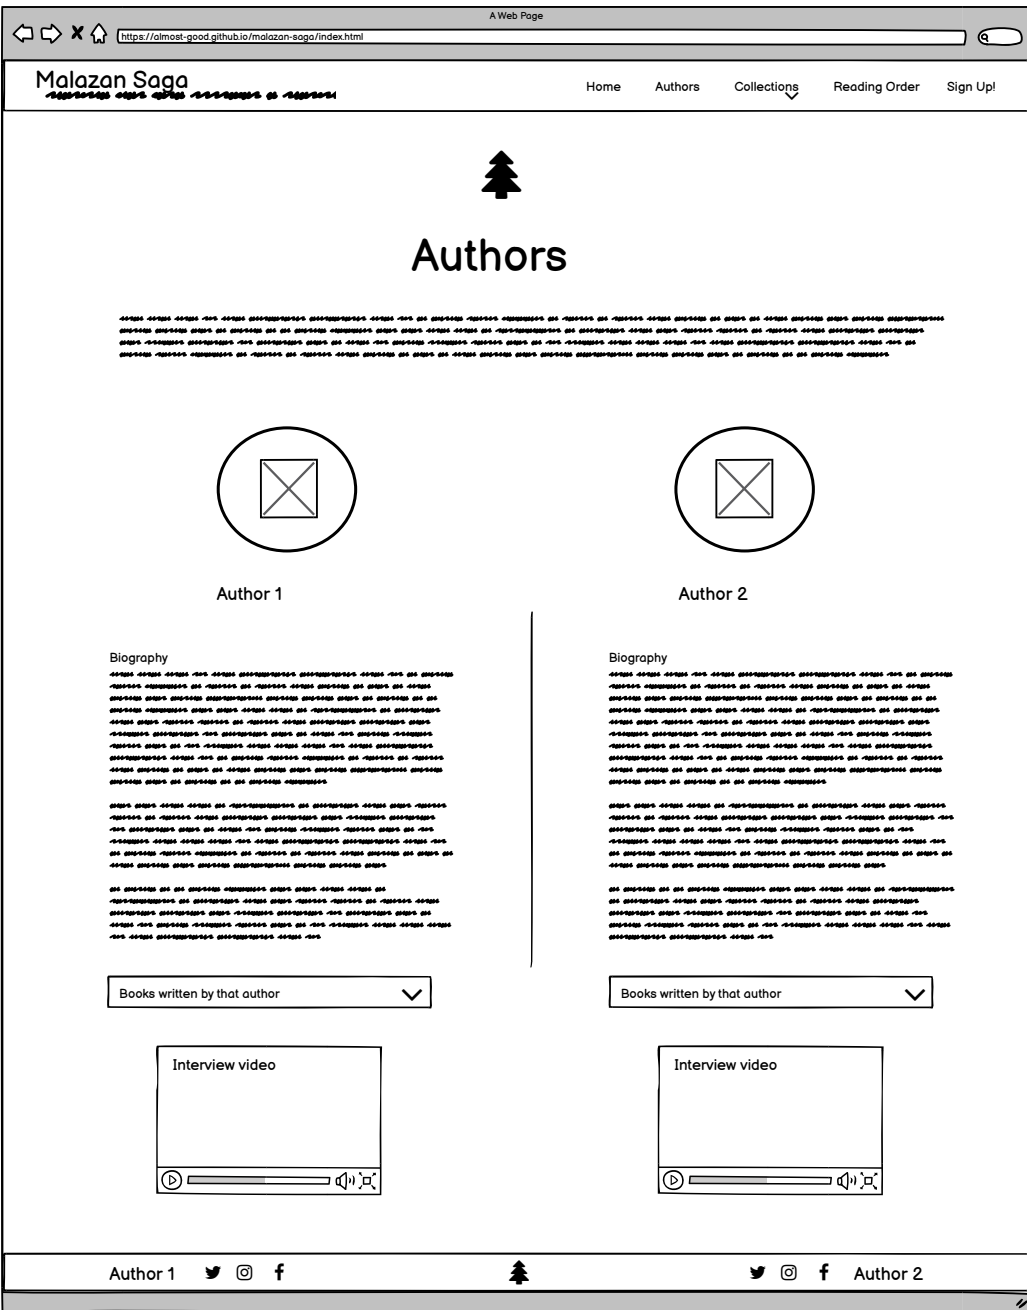 A Web Page
https://almost-good.github.io/malazan-saga/index.html
Malazan Saga
Home Authors Collections Reading Order Sign Up!
Authors
Author 1
Author 2
Biography
Biography
Books written by that author
Books written by that author
Interview video
Interview video
Author 1
Author 2